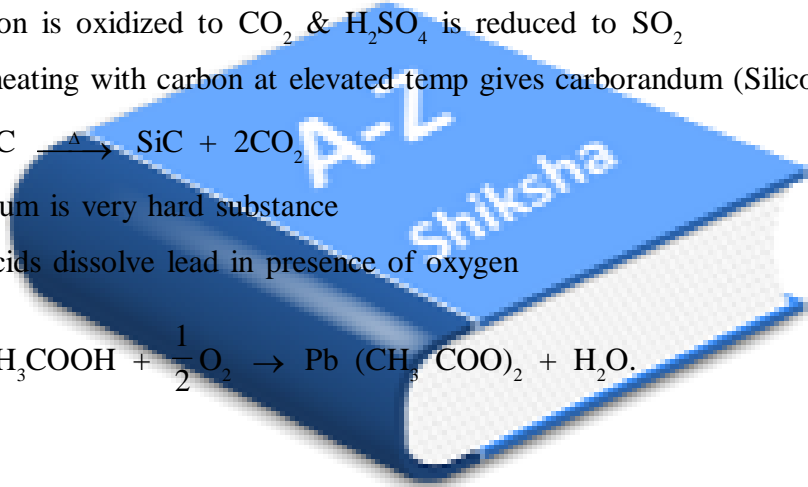 on is oxidized to CO₂ & H₂SO₄ is reduced to SO₂
heating with carbon at elevated temp gives carborandum (Silico
A-Z
C —Δ→ SiC + 2CO₂
Shiksha
um is very hard substance
cids dissolve lead in presence of oxygen
H₃COOH + 1/2 O₂ → Pb (CH₃ COO)₂ + H₂O.